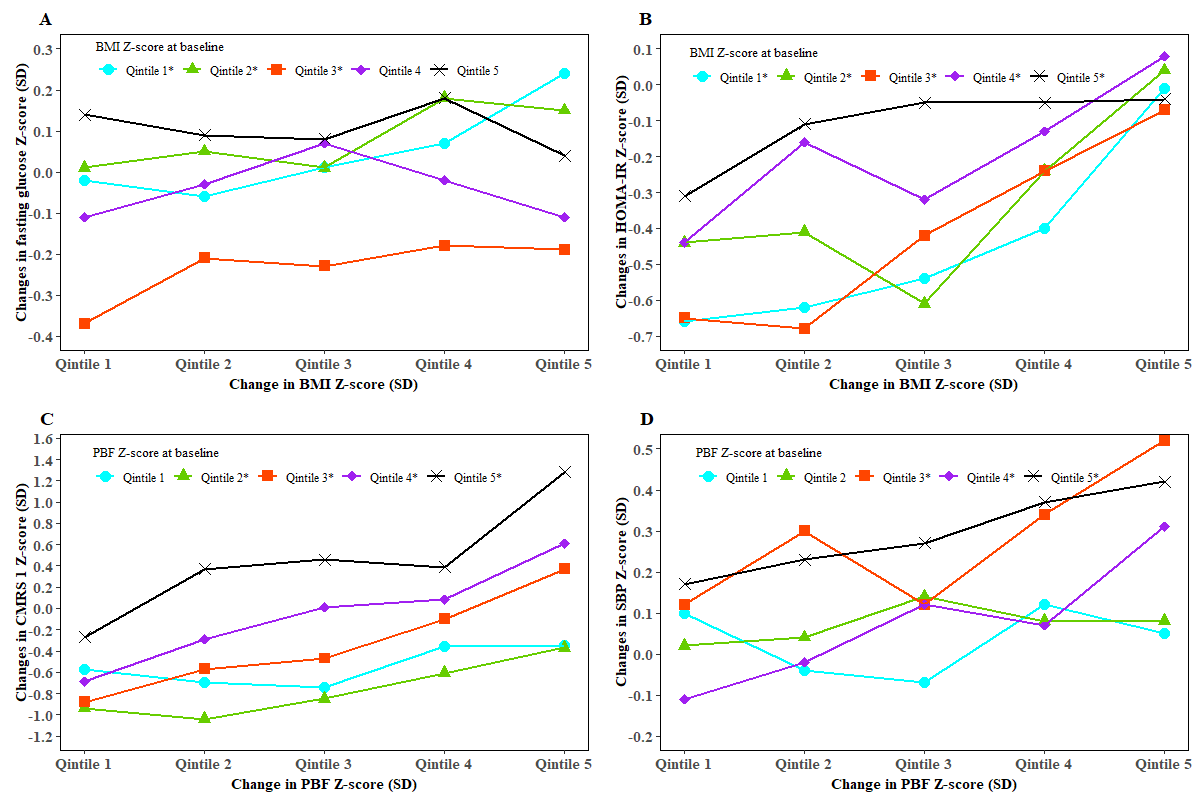 A
BMI Z-score at baseline
Qintile 1* Qintile 2* Qintile 3* Qintile 4 Qintile 5
Changes in fasting glucose Z-score (SD)
0.3
0.2
0.1
0.0
-0.1
-0.2
-0.3
-0.4
Qintile 1 Qintile 2 Qintile 3 Qintile 4 Qintile 5
Change in BMI Z-score (SD)
B
BMI Z-score at baseline
Qintile 1* Qintile 2* Qintile 3* Qintile 4* Qintile 5*
Changes in HOMA-IR Z-score (SD)
0.1
0.0
-0.1
-0.2
-0.3
-0.4
-0.5
-0.6
-0.7
Qintile 1 Qintile 2 Qintile 3 Qintile 4 Qintile 5
Change in BMI Z-score (SD)
C
PBF Z-score at baseline
Qintile 1 Qintile 2* Qintile 3* Qintile 4* Qintile 5*
Changes in CMRS 1 Z-score (SD)
1.6
1.4
1.2
1.0
0.8
0.6
0.4
0.2
0.0
-0.2
-0.4
-0.6
-0.8
-1.0
-1.2
Qintile 1 Qintile 2 Qintile 3 Qintile 4 Qintile 5
Change in PBF Z-score (SD)
D
PBF Z-score at baseline
Qintile 1 Qintile 2 Qintile 3* Qintile 4* Qintile 5*
Changes in SBP Z-score (SD)
0.5
0.4
0.3
0.2
0.1
0.0
-0.1
-0.2
Qintile 1 Qintile 2 Qintile 3 Qintile 4 Qintile 5
Change in PBF Z-score (SD)